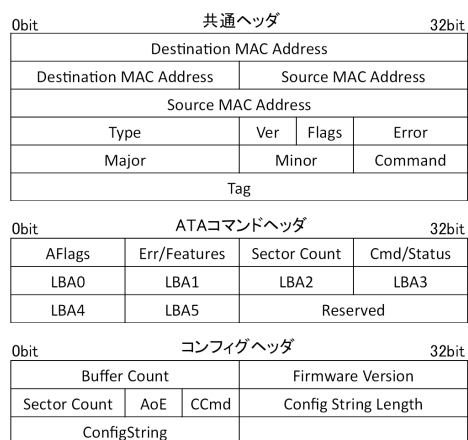 0bit 共通ヘッダ 32bit
Destination MAC Address
Destination MAC Address Source MAC Address
Source MAC Address
Type Ver Flags Error
Major Minor Command
Tag
0bit ATAコマンドヘッダ 32bit
AFlags Err/Features Sector Count Cmd/Status
LBA0 LBA1 LBA2 LBA3
LBA4 LBA5 Reserved
0bit コンフィグヘッダ 32bit
Buffer Count Firmware Version
Sector Count AoE CCmd Config String Length
ConfigString